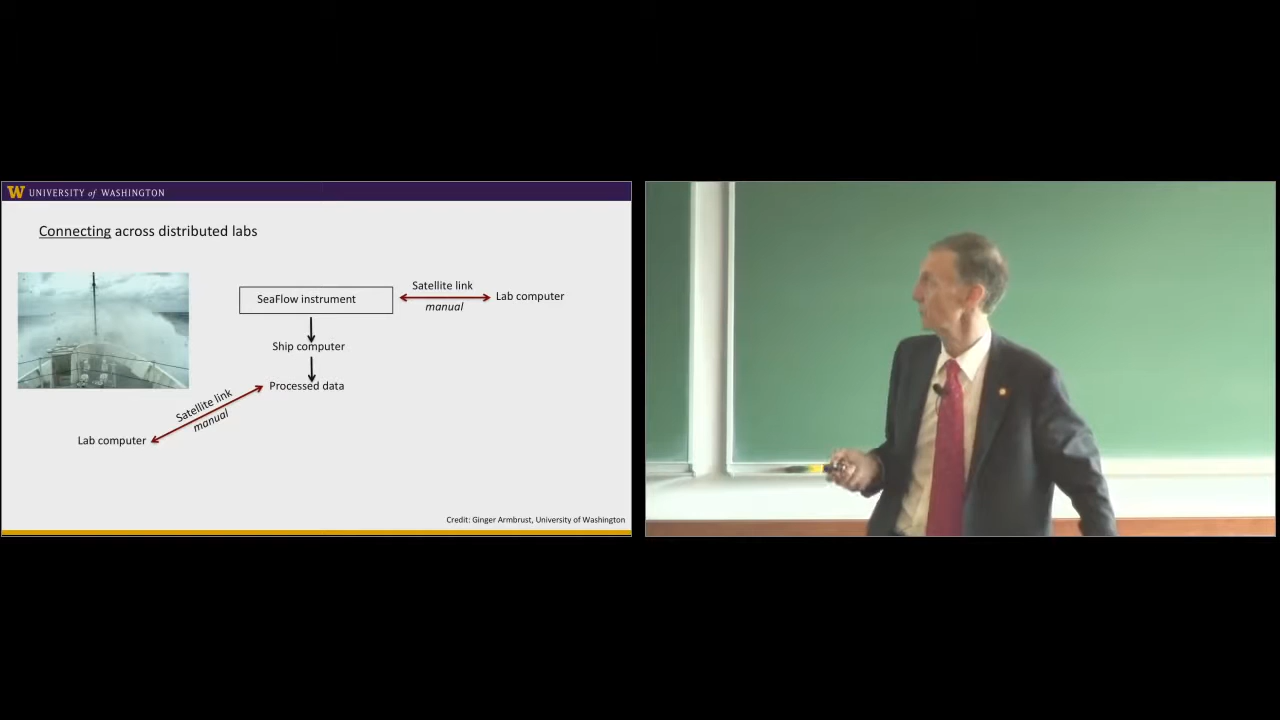 W UNIVERSITY of WASHINGTON
Connecting across distributed labs
SeaFlow instrument
Satellite link
manual
Lab computer
Ship computer
Processed data
Satellite link
manual
Lab computer
Credit: Ginger Armbrust, University of Washington